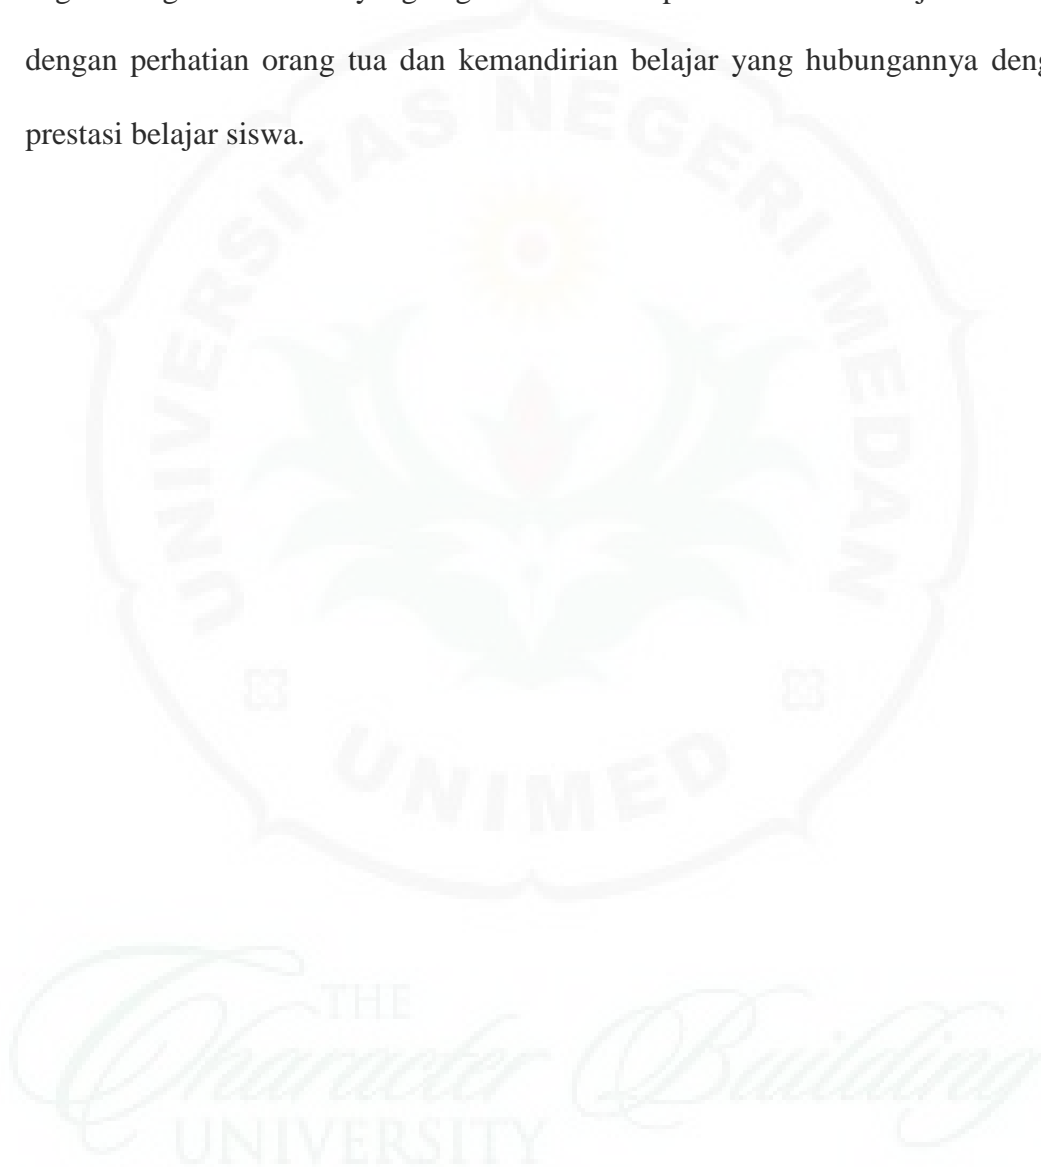 dengan perhatian orang tua dan kemandirian belajar yang hubungannya deng
prestasi belajar siswa.
UNIVERSITAS NEGERI MEDAN
UNIMED
THE
Character Building
UNIVERSITY